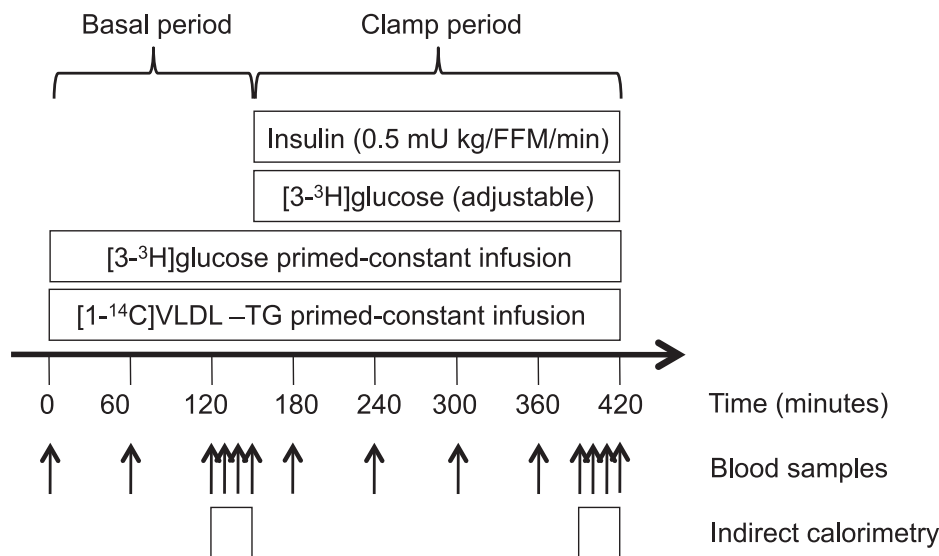 Basal period Clamp period
Insulin (0.5 mU kg/FFM/min)
[3-³H]glucose (adjustable)
[3-³H]glucose primed-constant infusion
[1-¹⁴C]VLDL –TG primed-constant infusion
0 60 120 180 240 300 360 420 Time (minutes)
Blood samples
Indirect calorimetry